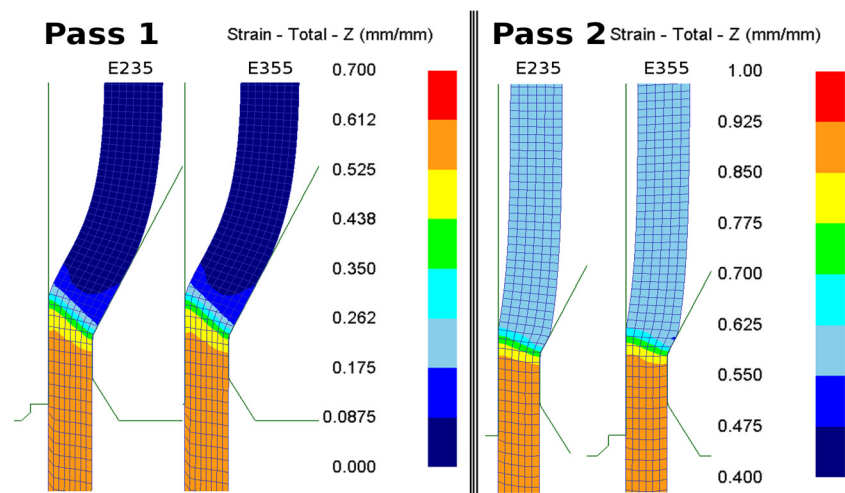 Pass 1
Strain - Total - Z (mm/mm)
E235
E355
0.700
0.612
0.525
0.438
0.350
0.262
0.175
0.0875
0.000
Pass 2
Strain - Total - Z (mm/mm)
E235
E355
1.00
0.925
0.850
0.775
0.700
0.625
0.550
0.475
0.400